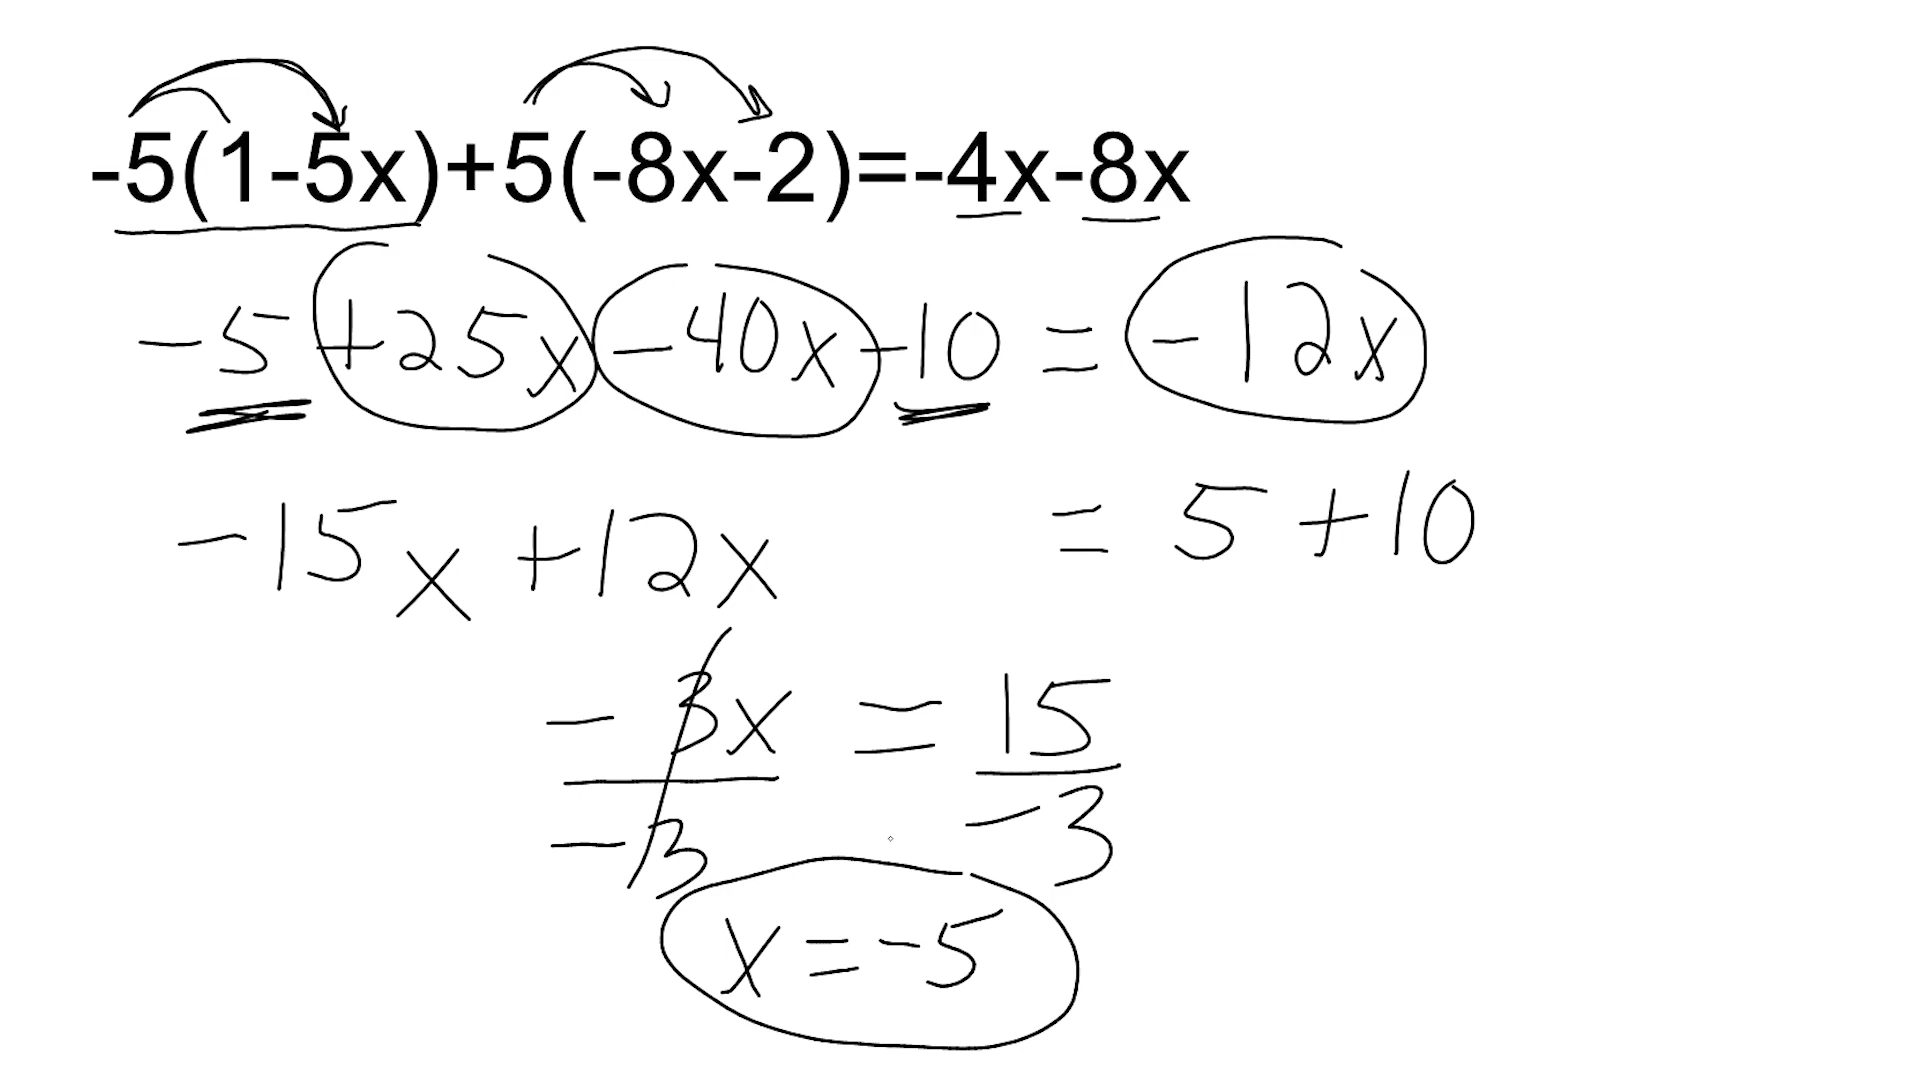 -5(1-5x)+5(-8x-2)=-4x-8x
-5+25x-40x-10=-12x
-15x+12x=5+10
-3x=15
-3 -3
x=-5